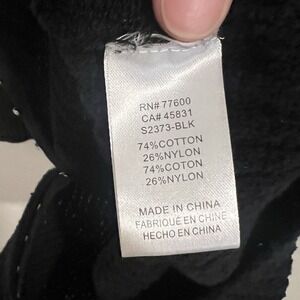 RN# 77600
CA# 45831
S2373-BLK
74%COTTON
26%NYLON
74%COTON
26%NYLON
MADE IN CHINA
FABRIQUÉ EN CHINE
HECHO EN CHINA